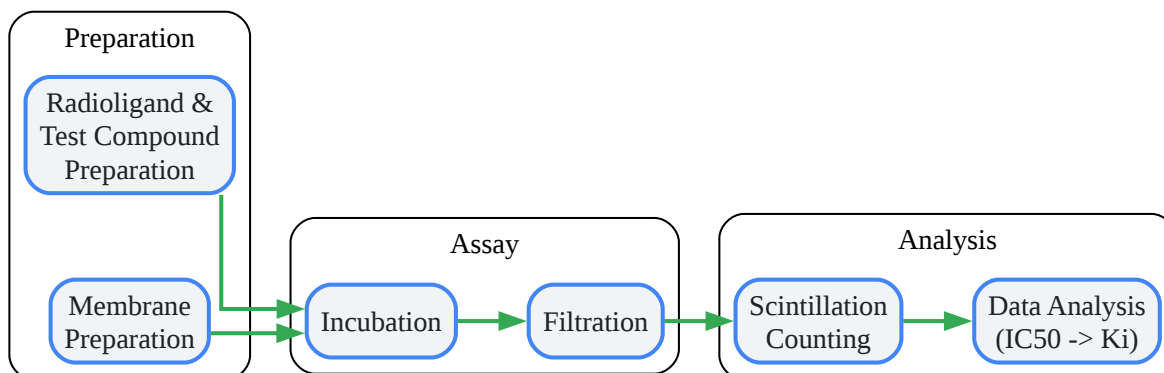 Preparation
Radioligand &
Test Compound
Preparation
Membrane
Preparation
Assay
Incubation
Filtration
Analysis
Scintillation
Counting
Data Analysis
(IC50 -> Ki)